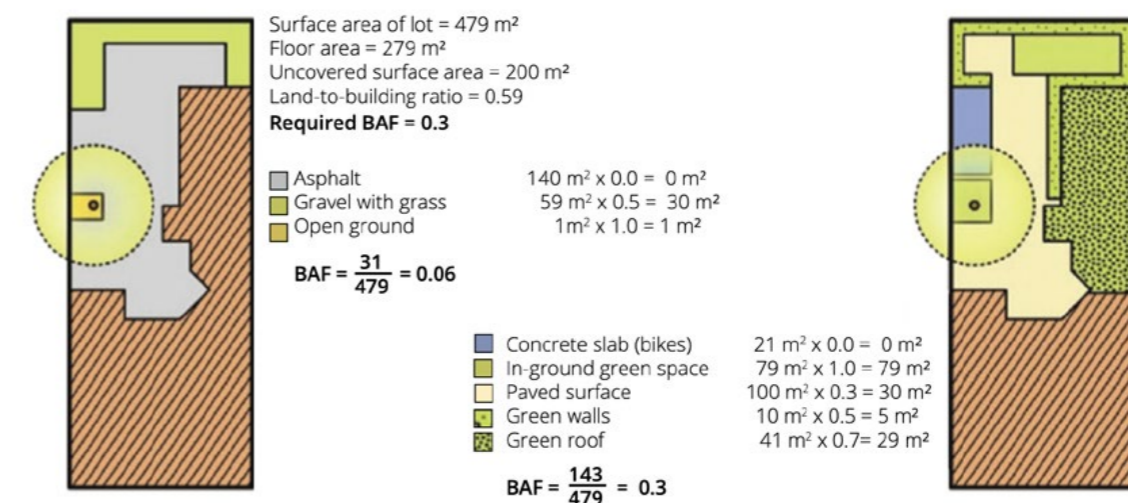 Surface area of lot = 479 m²
Floor area = 279 m²
Uncovered surface area = 200 m²
Land-to-building ratio = 0.59
Required BAF = 0.3
Asphalt 140 m² x 0.0 = 0 m²
Gravel with grass 59 m² x 0.5 = 30 m²
Open ground 1m² x 1.0 = 1 m²
BAF = 31/479 = 0.06
Concrete slab (bikes) 21 m² x 0.0 = 0 m²
In-ground green space 79 m² x 1.0 = 79 m²
Paved surface 100 m² x 0.3 = 30 m²
Green walls 10 m² x 0.5 = 5 m²
Green roof 41 m² x 0.7= 29 m²
BAF = 143/479 = 0.3